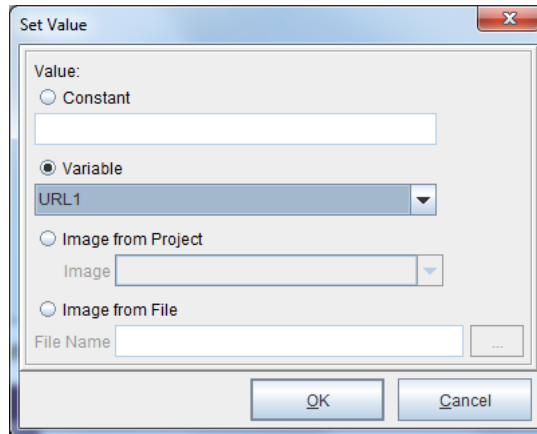 Set Value
Value:
Constant
Variable
URL1
Image from Project
Image
Image from File
File Name
...
OK
Cancel